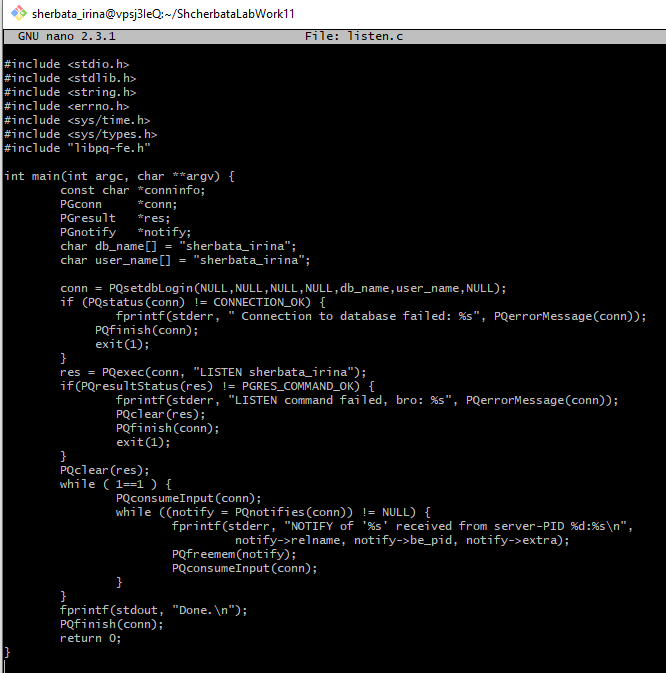 sherbata_irina@vpsj3leQ:~/ShcherbataLabWork11
GNU nano 2.3.1 File: listen.c
#include <stdio.h>
#include <stdlib.h>
#include <string.h>
#include <errno.h>
#include <sys/time.h>
#include <sys/types.h>
#include "libpq-fe.h"
int main(int argc, char **argv) {
const char *conninfo;
PGconn *conn;
PGresult *res;
PGnotify *notify;
char db_name[] = "sherbata_irina";
char user_name[] = "sherbata_irina";
conn = PQsetdbLogin(NULL,NULL,NULL,NULL,db_name,user_name,NULL);
if (PQstatus(conn) != CONNECTION_OK) {
fprintf(stderr, " Connection to database failed: %s", PQerrorMessage(conn));
PQfinish(conn);
exit(1);
}
res = PQexec(conn, "LISTEN sherbata_irina");
if(PQresultStatus(res) != PGRES_COMMAND_OK) {
fprintf(stderr, "LISTEN command failed, bro: %s", PQerrorMessage(conn));
PQclear(res);
PQfinish(conn);
exit(1);
}
PQclear(res);
while ( 1==1 ) {
PQconsumeInput(conn);
while ((notify = PQnotifies(conn)) != NULL) {
fprintf(stderr, "NOTIFY of '%s' received from server-PID %d:%s\n",
notify->relname, notify->be_pid, notify->extra);
PQfreemem(notify);
PQconsumeInput(conn);
}
}
fprintf(stdout, "Done.\n");
PQfinish(conn);
return 0;
}